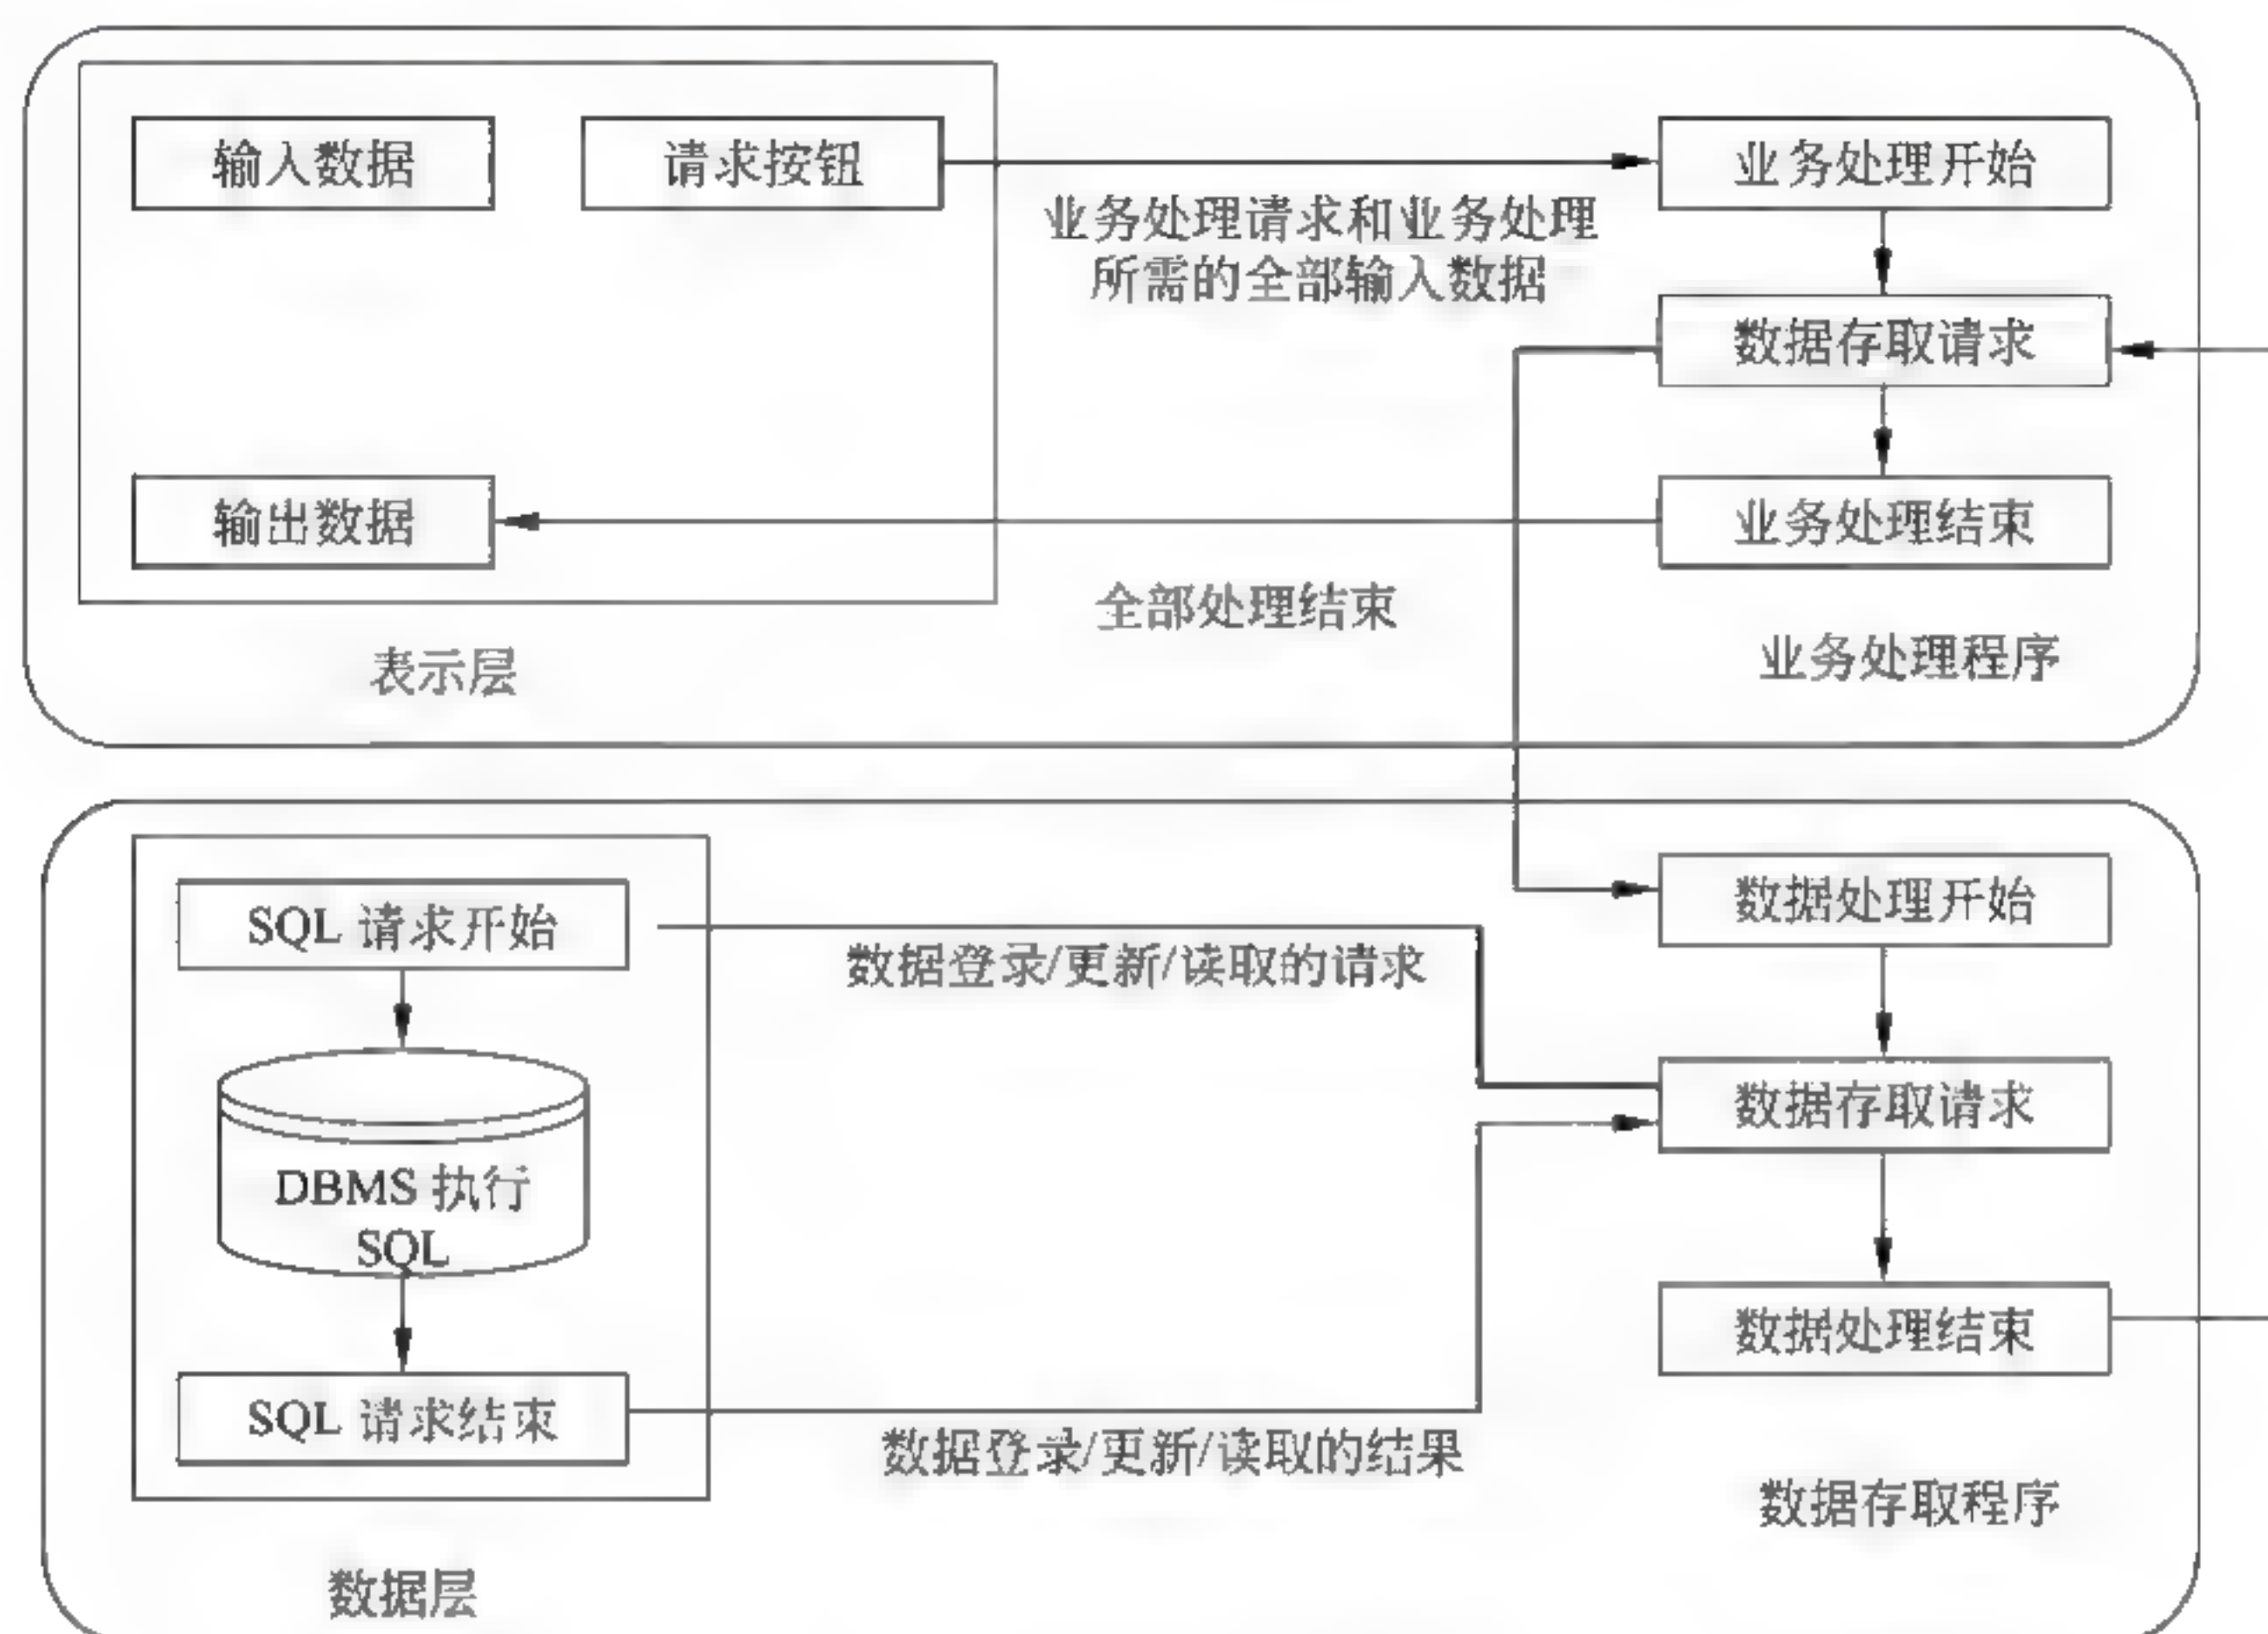 输入数据
请求按钮
业务处理开始
业务处理请求和业务处理
所需的全部输入数据
数据存取请求
输出数据
业务处理结束
全部处理结束
表示层
业务处理程序
SQL 请求开始
数据登录/更新/读取的请求
数据处理开始
DBMS 执行
SQL
数据存取请求
数据处理结束
SQL 请求结束
数据登录/更新/读取的结果
数据存取程序
数据层